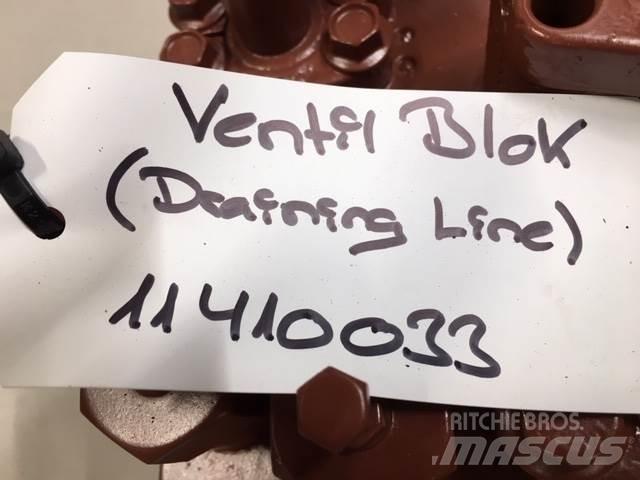 Ventil Blok
(Draining Line)
11410033
RITCHIE BROS.
MASCUS